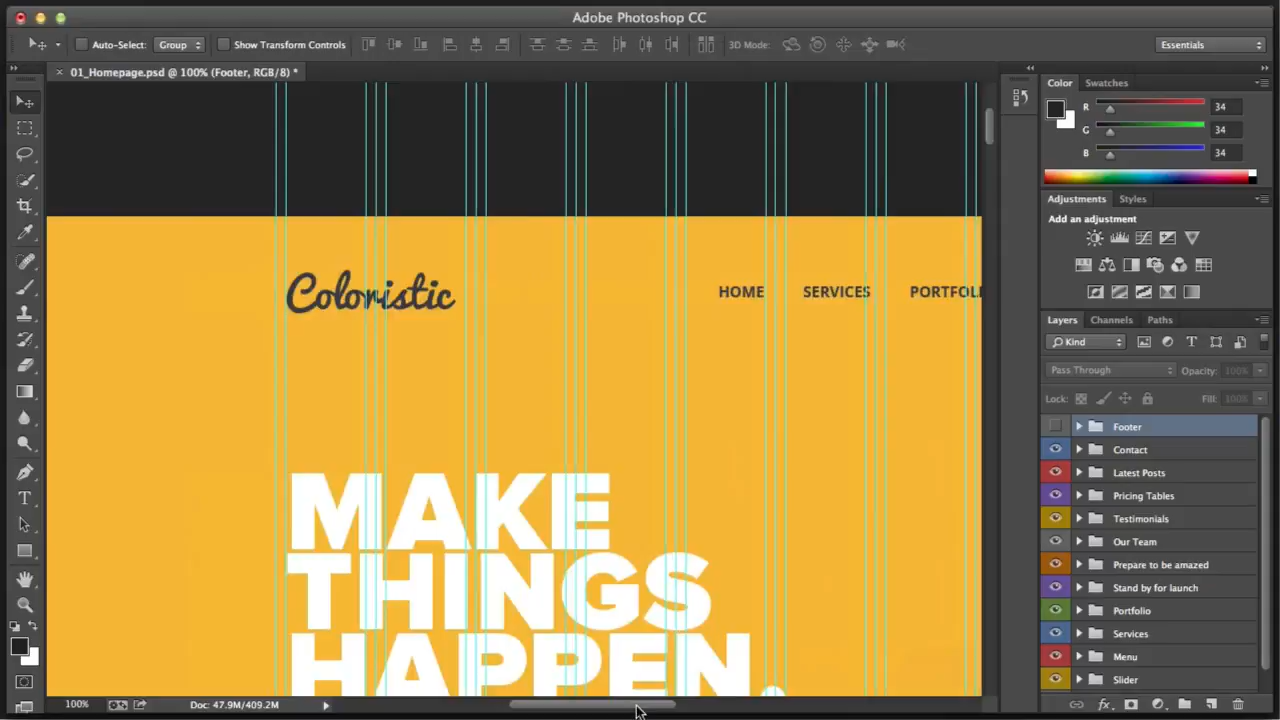 Adobe Photoshop CC
Auto-Select: Group Show Transform Controls 3D Mode: Essentials
01_Homepage.psd @ 100% (Footer, RGB/8) *
Color Swatches
R 34
G 34
B 34
Adjustments Styles
Add an adjustment
Coloristic
HOME SERVICES PORTFOLI
Layers Channels Paths
Kind
Pass Through Opacity: 100%
Lock: Fill: 100%
Footer
Contact
Latest Posts
Pricing Tables
Testimonials
Our Team
Prepare to be amazed
Stand by for launch
Portfolio
Services
Menu
Slider
MAKE
THINGS
HAPPEN.
100% Doc: 47.9M/409.2M